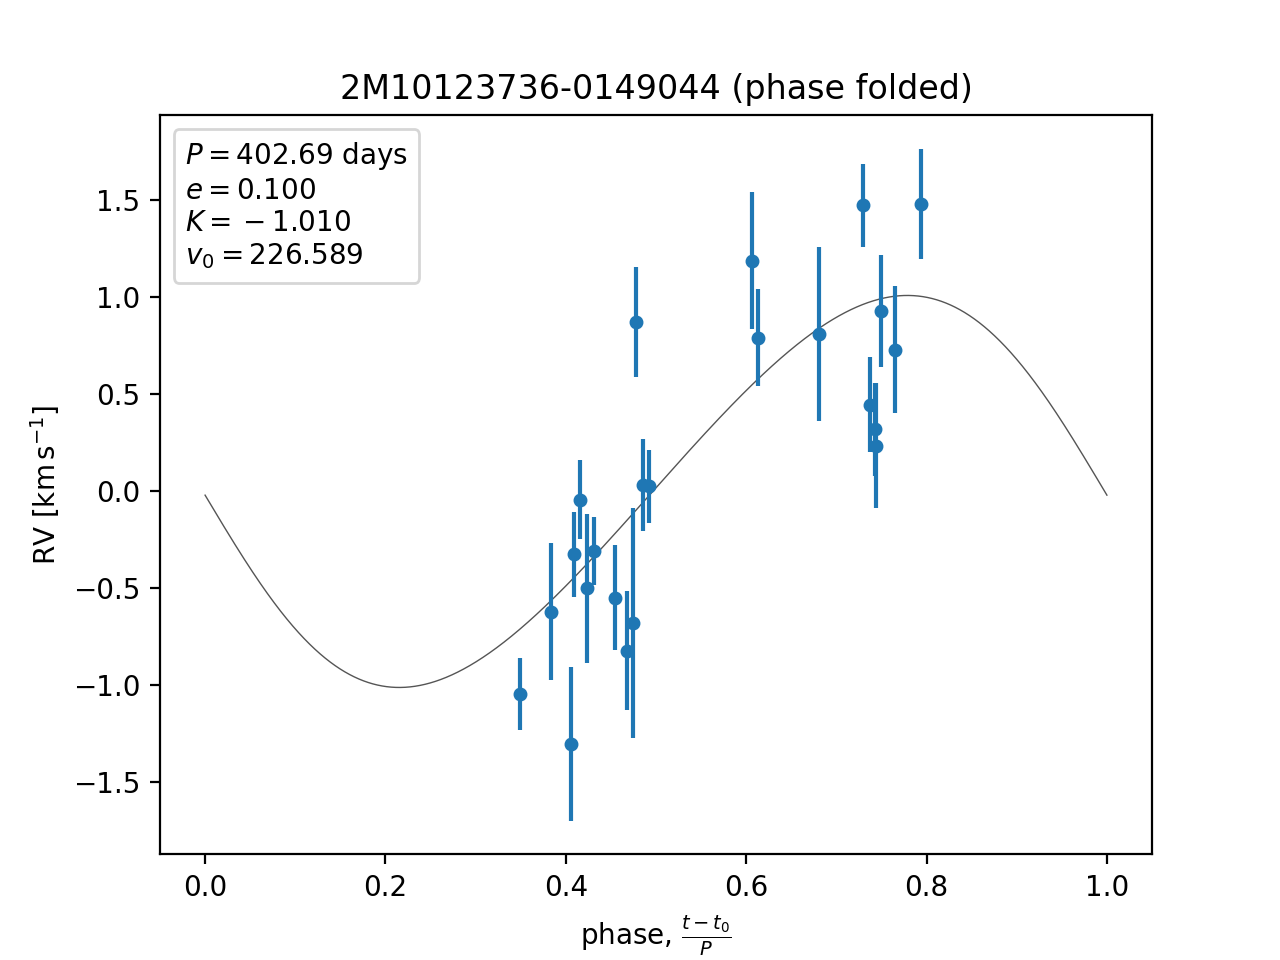 2M10123736-0149044 (phase folded)
P = 402.69 days
e = 0.100
K = −1.010
v₀ = 226.589
1.5
1.0
0.5
0.0
−0.5
−1.0
−1.5
RV [km s⁻¹]
0.0 0.2 0.4 0.6 0.8 1.0
phase, (t − t₀)/P